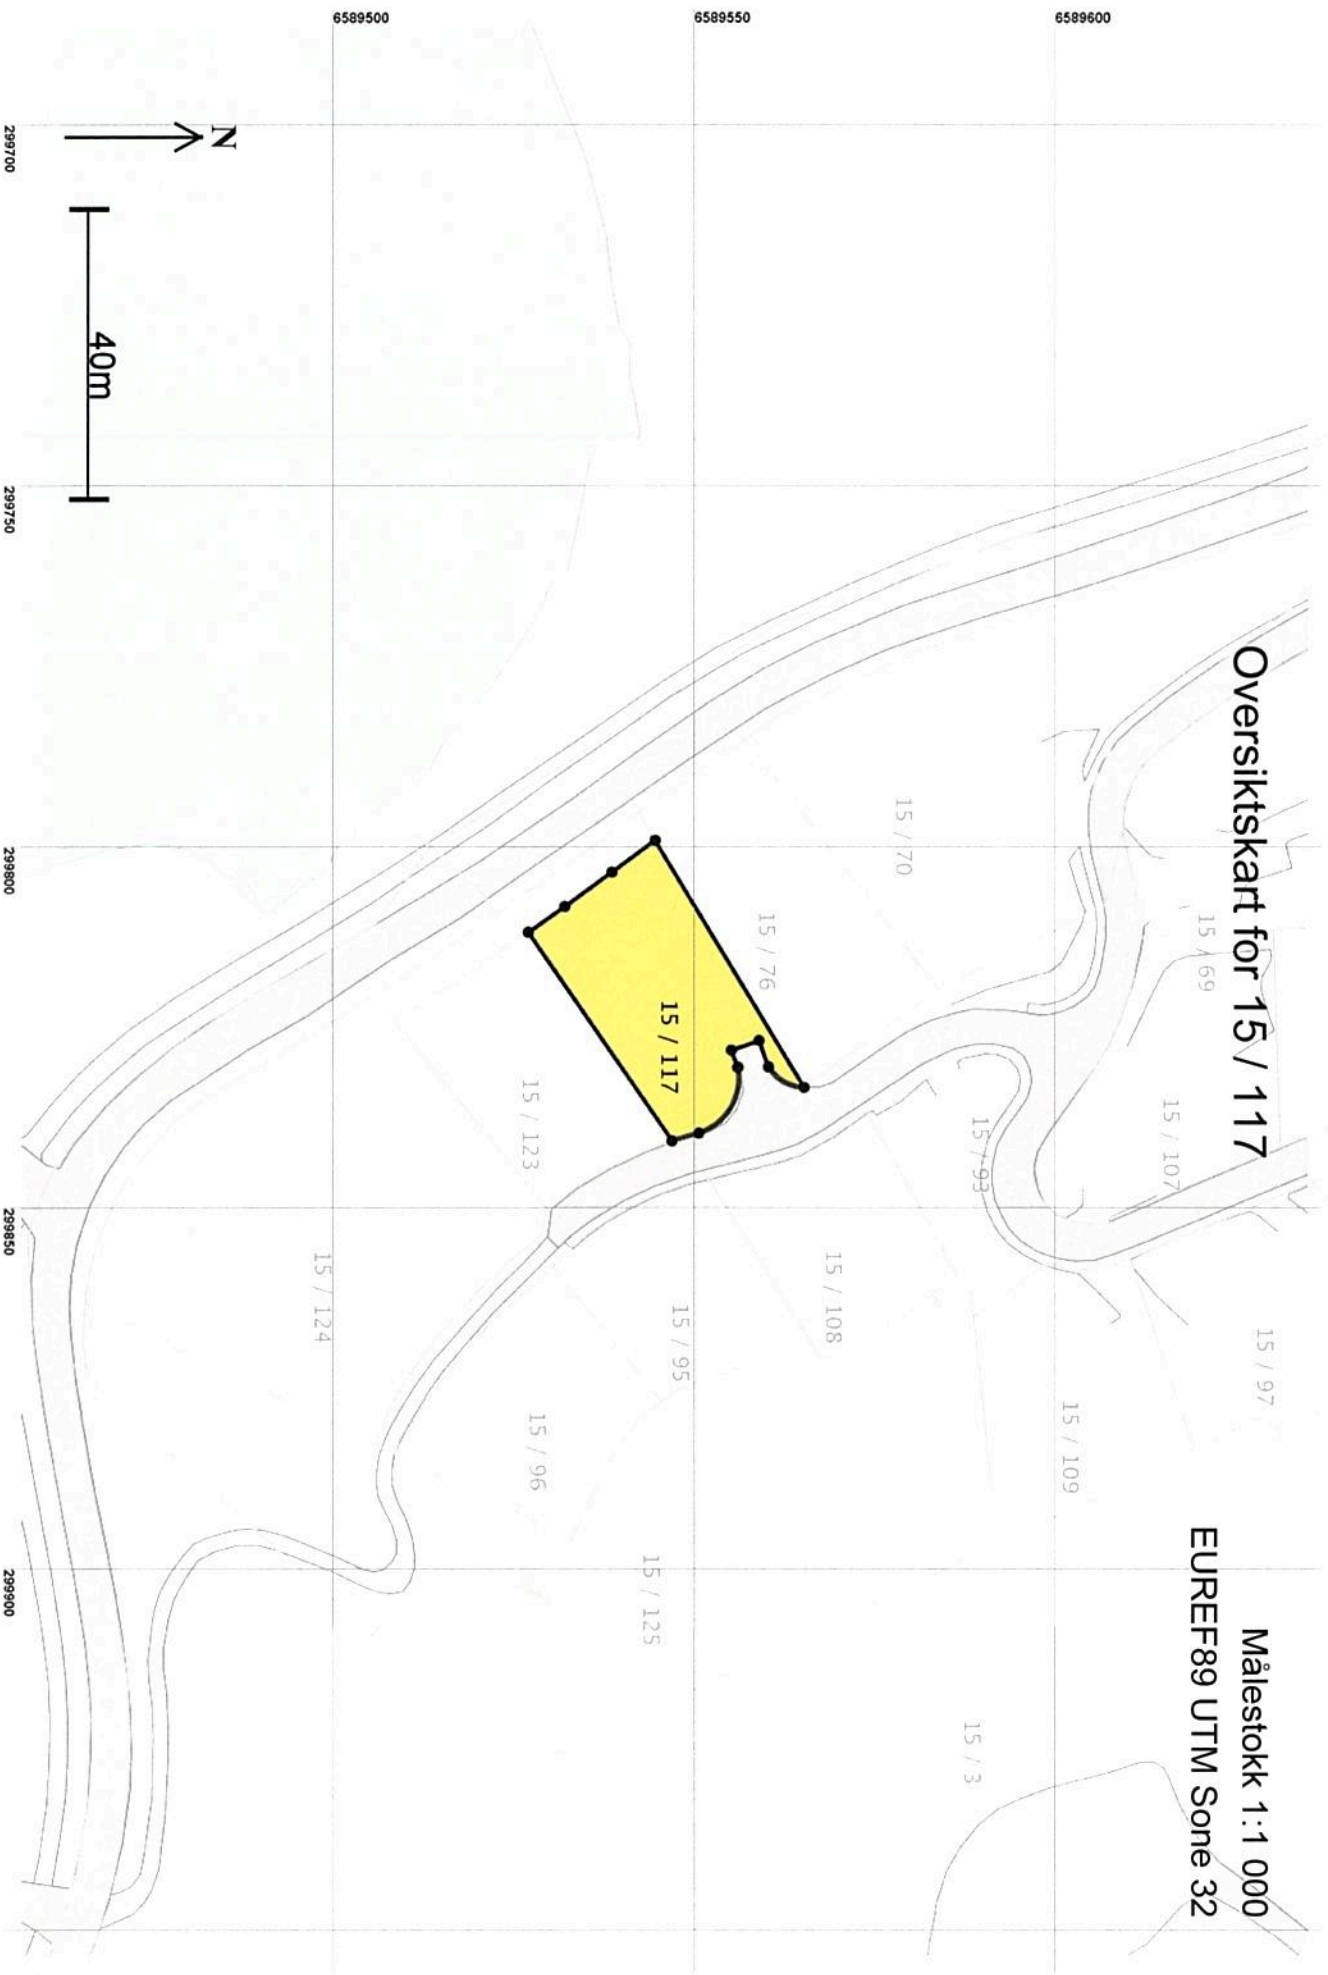 Oversiktskart for 15 / 117
Målestokk 1:1 000
EUREF89 UTM Sone 32
6589600
6589550
6589500
15 / 97
15 / 69
15 / 107
15 / 109
15 / 93
15 / 3
15 / 70
15 / 108
15 / 76
15 / 95
15 / 117
15 / 125
15 / 96
15 / 123
15 / 124
N
40m
299700
299750
299800
299850
299900